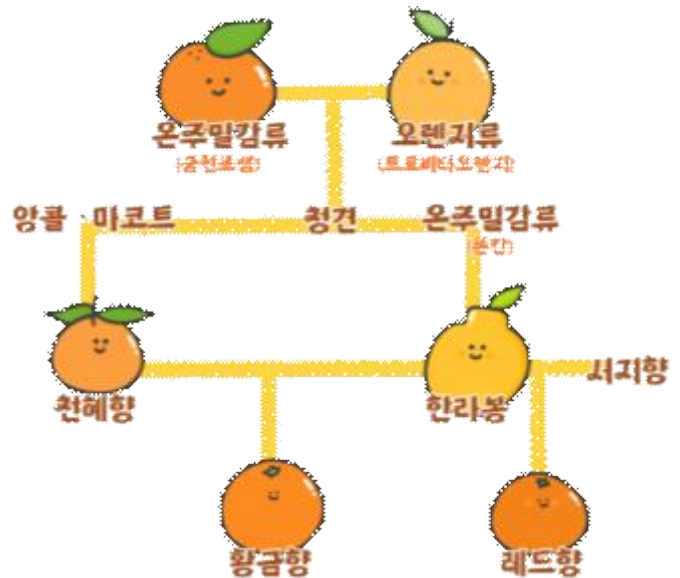 온주밀감류 오렌지류
(궁천조생) (트로비타오렌지)
앙콜 · 마코트 청견 온주밀감류
(폰칸)
천혜향 한라봉 서지향
황금향 레드향